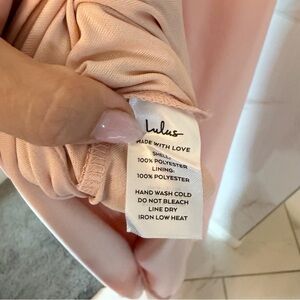 Lulus
MADE WITH LOVE
SHELL:
100% POLYESTER
LINING:
100% POLYESTER
HAND WASH COLD
DO NOT BLEACH
LINE DRY
IRON LOW HEAT